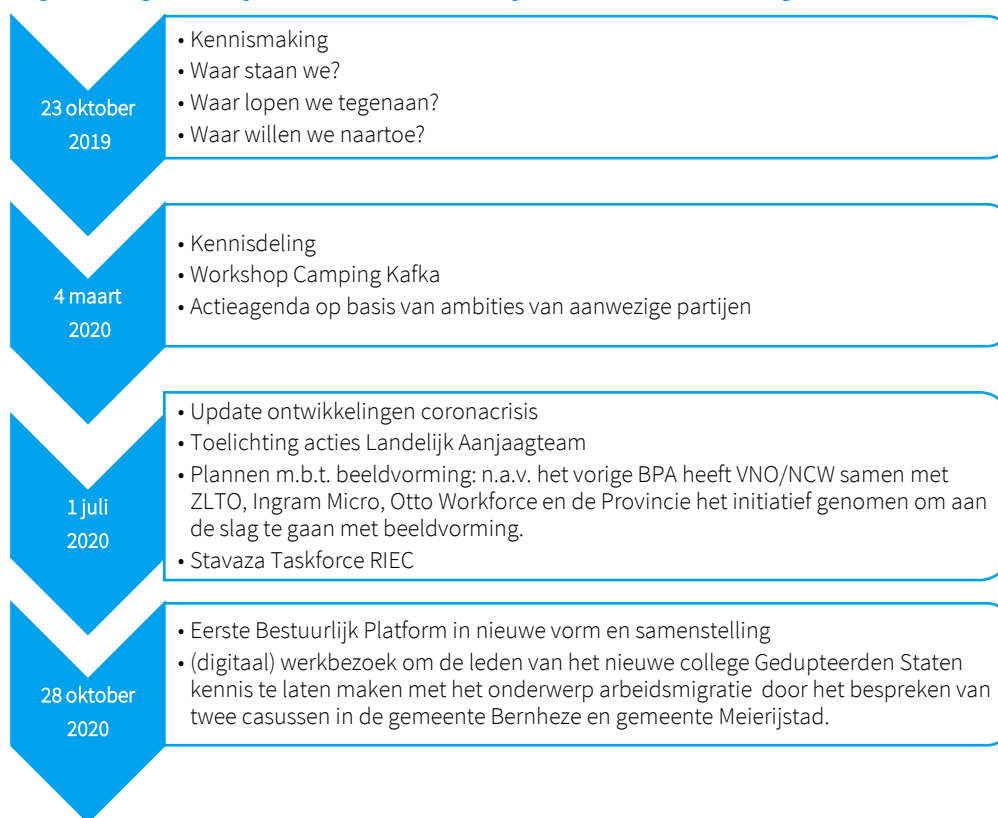 23 oktober
2019
• Kennismaking
• Waar staan we?
• Waar lopen we tegenaan?
• Waar willen we naartoe?
4 maart
2020
• Kennisdeling
• Workshop Camping Kafka
• Actieagenda op basis van ambities van aanwezige partijen
1 juli
2020
• Update ontwikkelingen coronacrisis
• Toelichting acties Landelijk Aanjaagteam
• Plannen m.b.t. beeldvorming: n.a.v. het vorige BPA heeft VNO/NCW samen met
ZLTO, Ingram Micro, Otto Workforce en de Provincie het initiatief genomen om aan
de slag te gaan met beeldvorming.
• Stavaza Taskforce RIEC
28 oktober
2020
• Eerste Bestuurlijk Platform in nieuwe vorm en samenstelling
• (digitaal) werkbezoek om de leden van het nieuwe college Gedupteerden Staten
kennis te laten maken met het onderwerp arbeidsmigratie door het bespreken van
twee casussen in de gemeente Bernheze en gemeente Meierijstad.